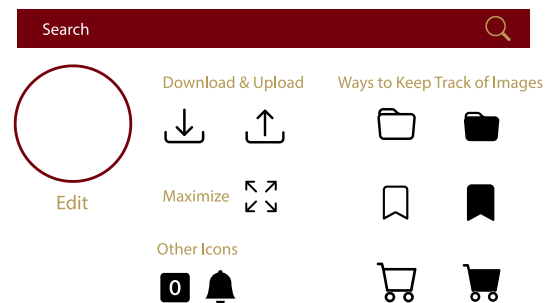 Search
Download & Upload
Ways to Keep Track of Images
Edit
Maximize
Other Icons
0